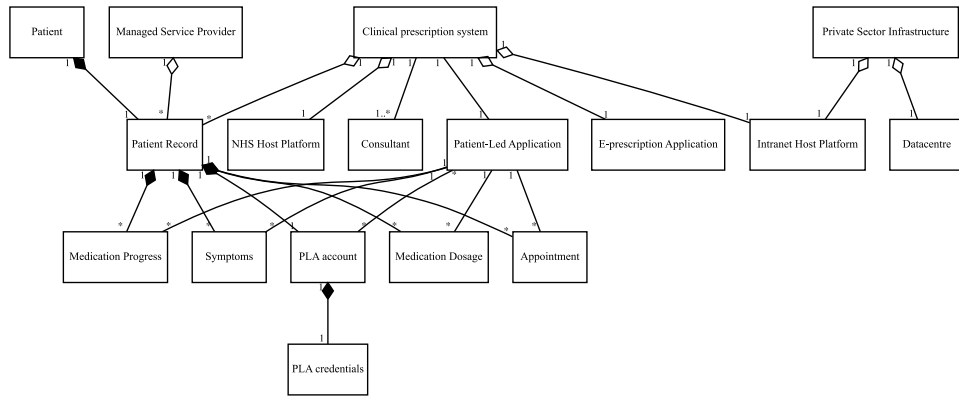 Patient
Managed Service Provider
Clinical prescription system
Private Sector Infrastructure
1
1
1
1
1
1
1
1
1
1
1
*
*
1
1..*
1
1
1
1
1
Patient Record
NHS Host Platform
Consultant
Patient-Led Application
E-prescription Application
Intranet Host Platform
Datacentre
1
1
1
1
1
1
*
1
1
*
*
*
*
1
*
*
*
*
*
Medication Progress
Symptoms
PLA account
Medication Dosage
Appointment
1
1
PLA credentials